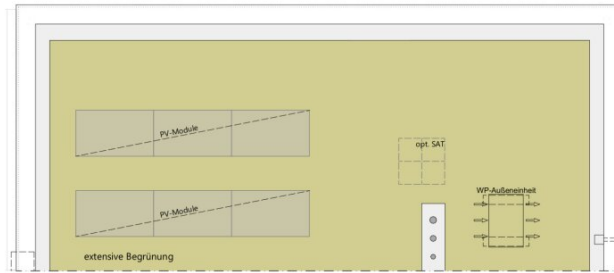 PV-Module
opt. SAT
PV-Module
WP-Außeneinheit
extensive Begrünung